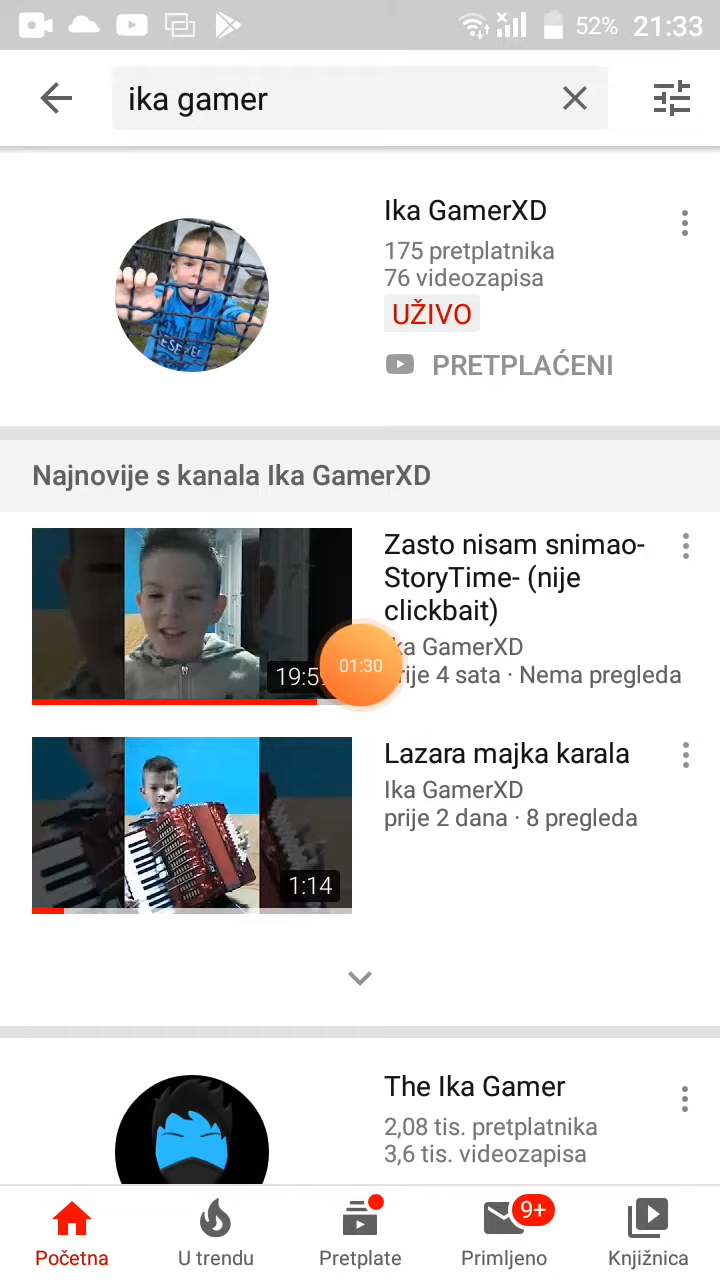 52% 21:33
ika gamer
Ika GamerXD
175 pretplatnika
76 videozapisa
UŽIVO
PRETPLAĆENI
Najnovije s kanala Ika GamerXD
Zasto nisam snimao-
StoryTime- (nije
clickbait)
GamerXD
4 sata · Nema pregleda
01:30
Lazara majka karala
Ika GamerXD
prije 2 dana · 8 pregleda
1:14
The Ika Gamer
2,08 tis. pretplatnika
3,6 tis. videozapisa
9+
Početna U trendu Pretplate Primljeno Knjižnica